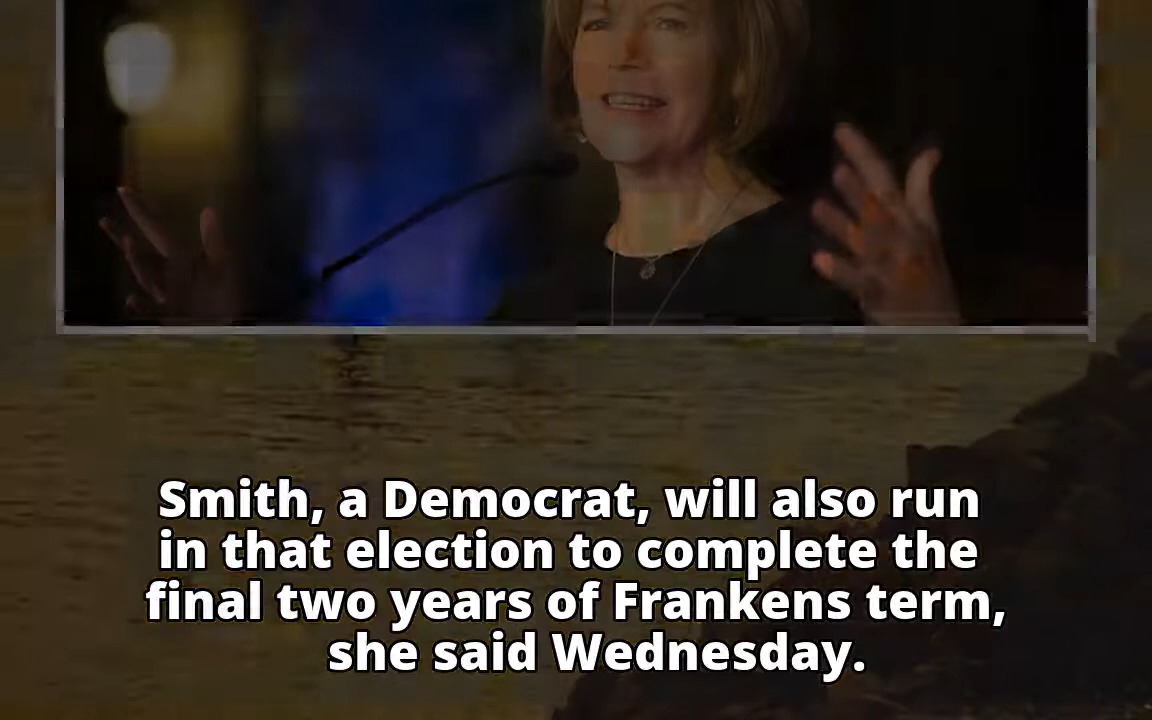 Smith, a Democrat, will also run
in that election to complete the
final two years of Frankens term,
she said Wednesday.